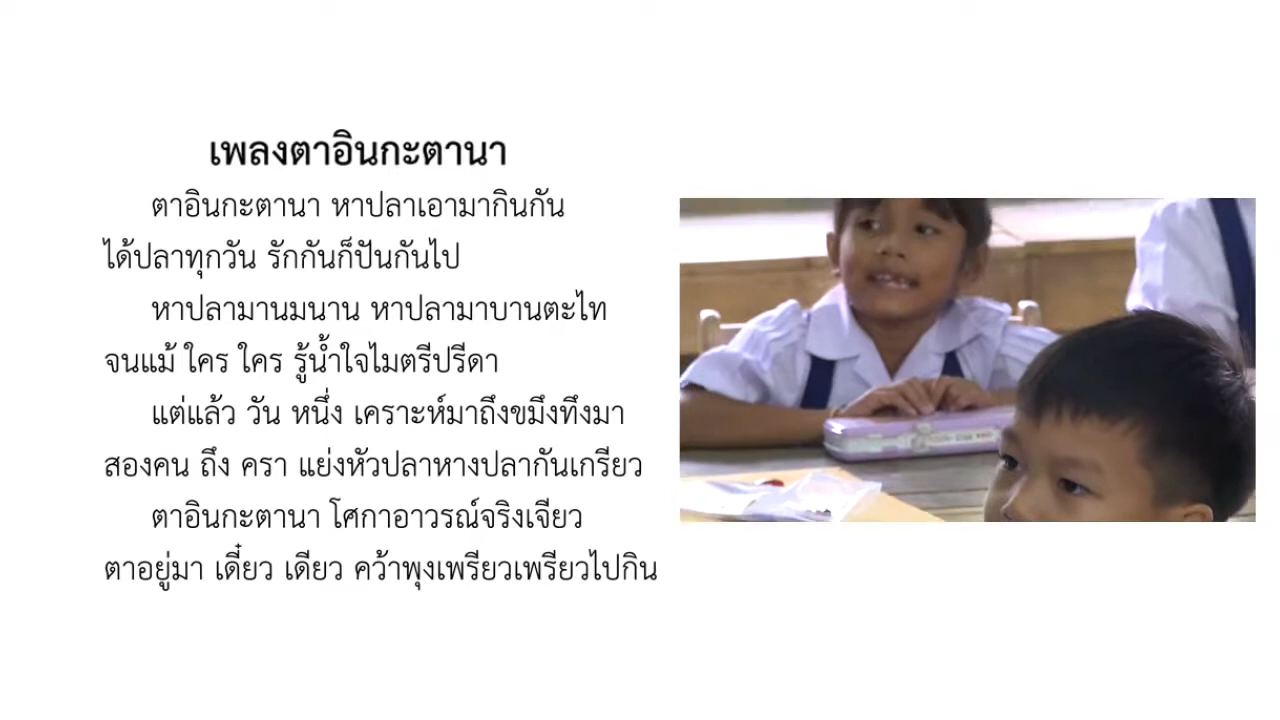 เพลงตาอินกะตานา
ตาอินกะตานา หาปลาเอามากินกัน
ได้ปลาทุกวัน รักกันก็ปันกันไป
หาปลามานมนาน หาปลามาบานตะไท
จนแม้ ใคร ใคร รู้น้ำใจไมตรีปรีดา
แต่แล้ว วัน หนึ่ง เคราะห์มาถึงขมึงทึงมา
สองคน ถึง ครา แย่งหัวปลาหางปลากันเกรียว
ตาอินกะตานา โศกาอาวรณ์จริงเจียว
ตาอยู่มา เดี๋ยว เดียว คว้าพุงเพรียวเพรียวไปกิน